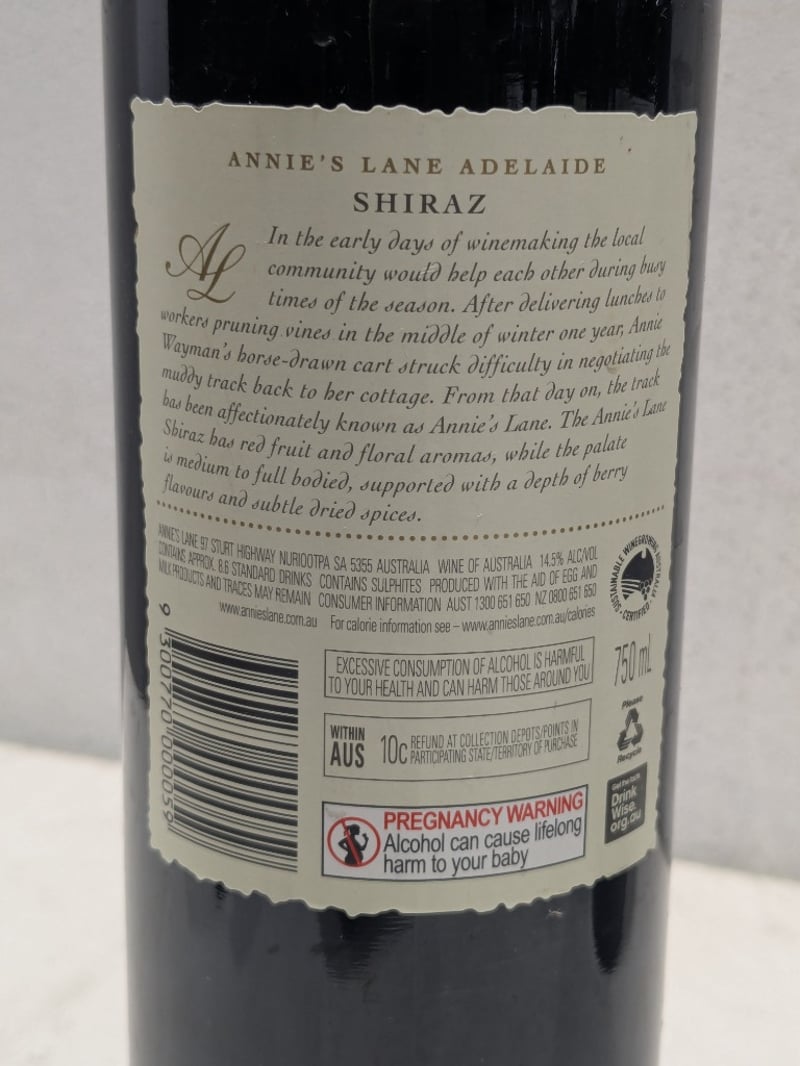 ANNIE'S LANE ADELAIDE
SHIRAZ
AL
In the early days of winemaking the local
community would help each other during busy
times of the season. After delivering lunches to
workers pruning vines in the middle of winter one year, Annie
Wayman's horse-drawn cart struck difficulty in negotiating the
muddy track back to her cottage. From that day on, the track
has been affectionately known as Annie's Lane. The Annie's Lane
Shiraz has red fruit and floral aromas, while the palate
is medium to full bodied, supported with a depth of berry
flavours and subtle dried spices.
ANNIE'S LANE 97 STURT HIGHWAY NURIOOTPA SA 5355 AUSTRALIA WINE OF AUSTRALIA 14.5% ALC/VOL
CONTAINS APPROX. 8.6 STANDARD DRINKS CONTAINS SULPHITES PRODUCED WITH THE AID OF EGG AND
MILK PRODUCTS AND TRACES MAY REMAIN CONSUMER INFORMATION AUST 1300 651 650 NZ 0800 651 650
www.annieslane.com.au For calorie information see – www.annieslane.com.au/calories
SUSTAINABLE WINEGROWING AUSTRALIA
CERTIFIED
9 300770 000059
EXCESSIVE CONSUMPTION OF ALCOHOL IS HARMFUL
TO YOUR HEALTH AND CAN HARM THOSE AROUND YOU
750 mL
WITHIN
AUS
10c REFUND AT COLLECTION DEPOTS/POINTS IN
PARTICIPATING STATE/TERRITORY OF PURCHASE
Please
Recycle
PREGNANCY WARNING
Alcohol can cause lifelong
harm to your baby
Get the facts
Drink
Wise.
org.au